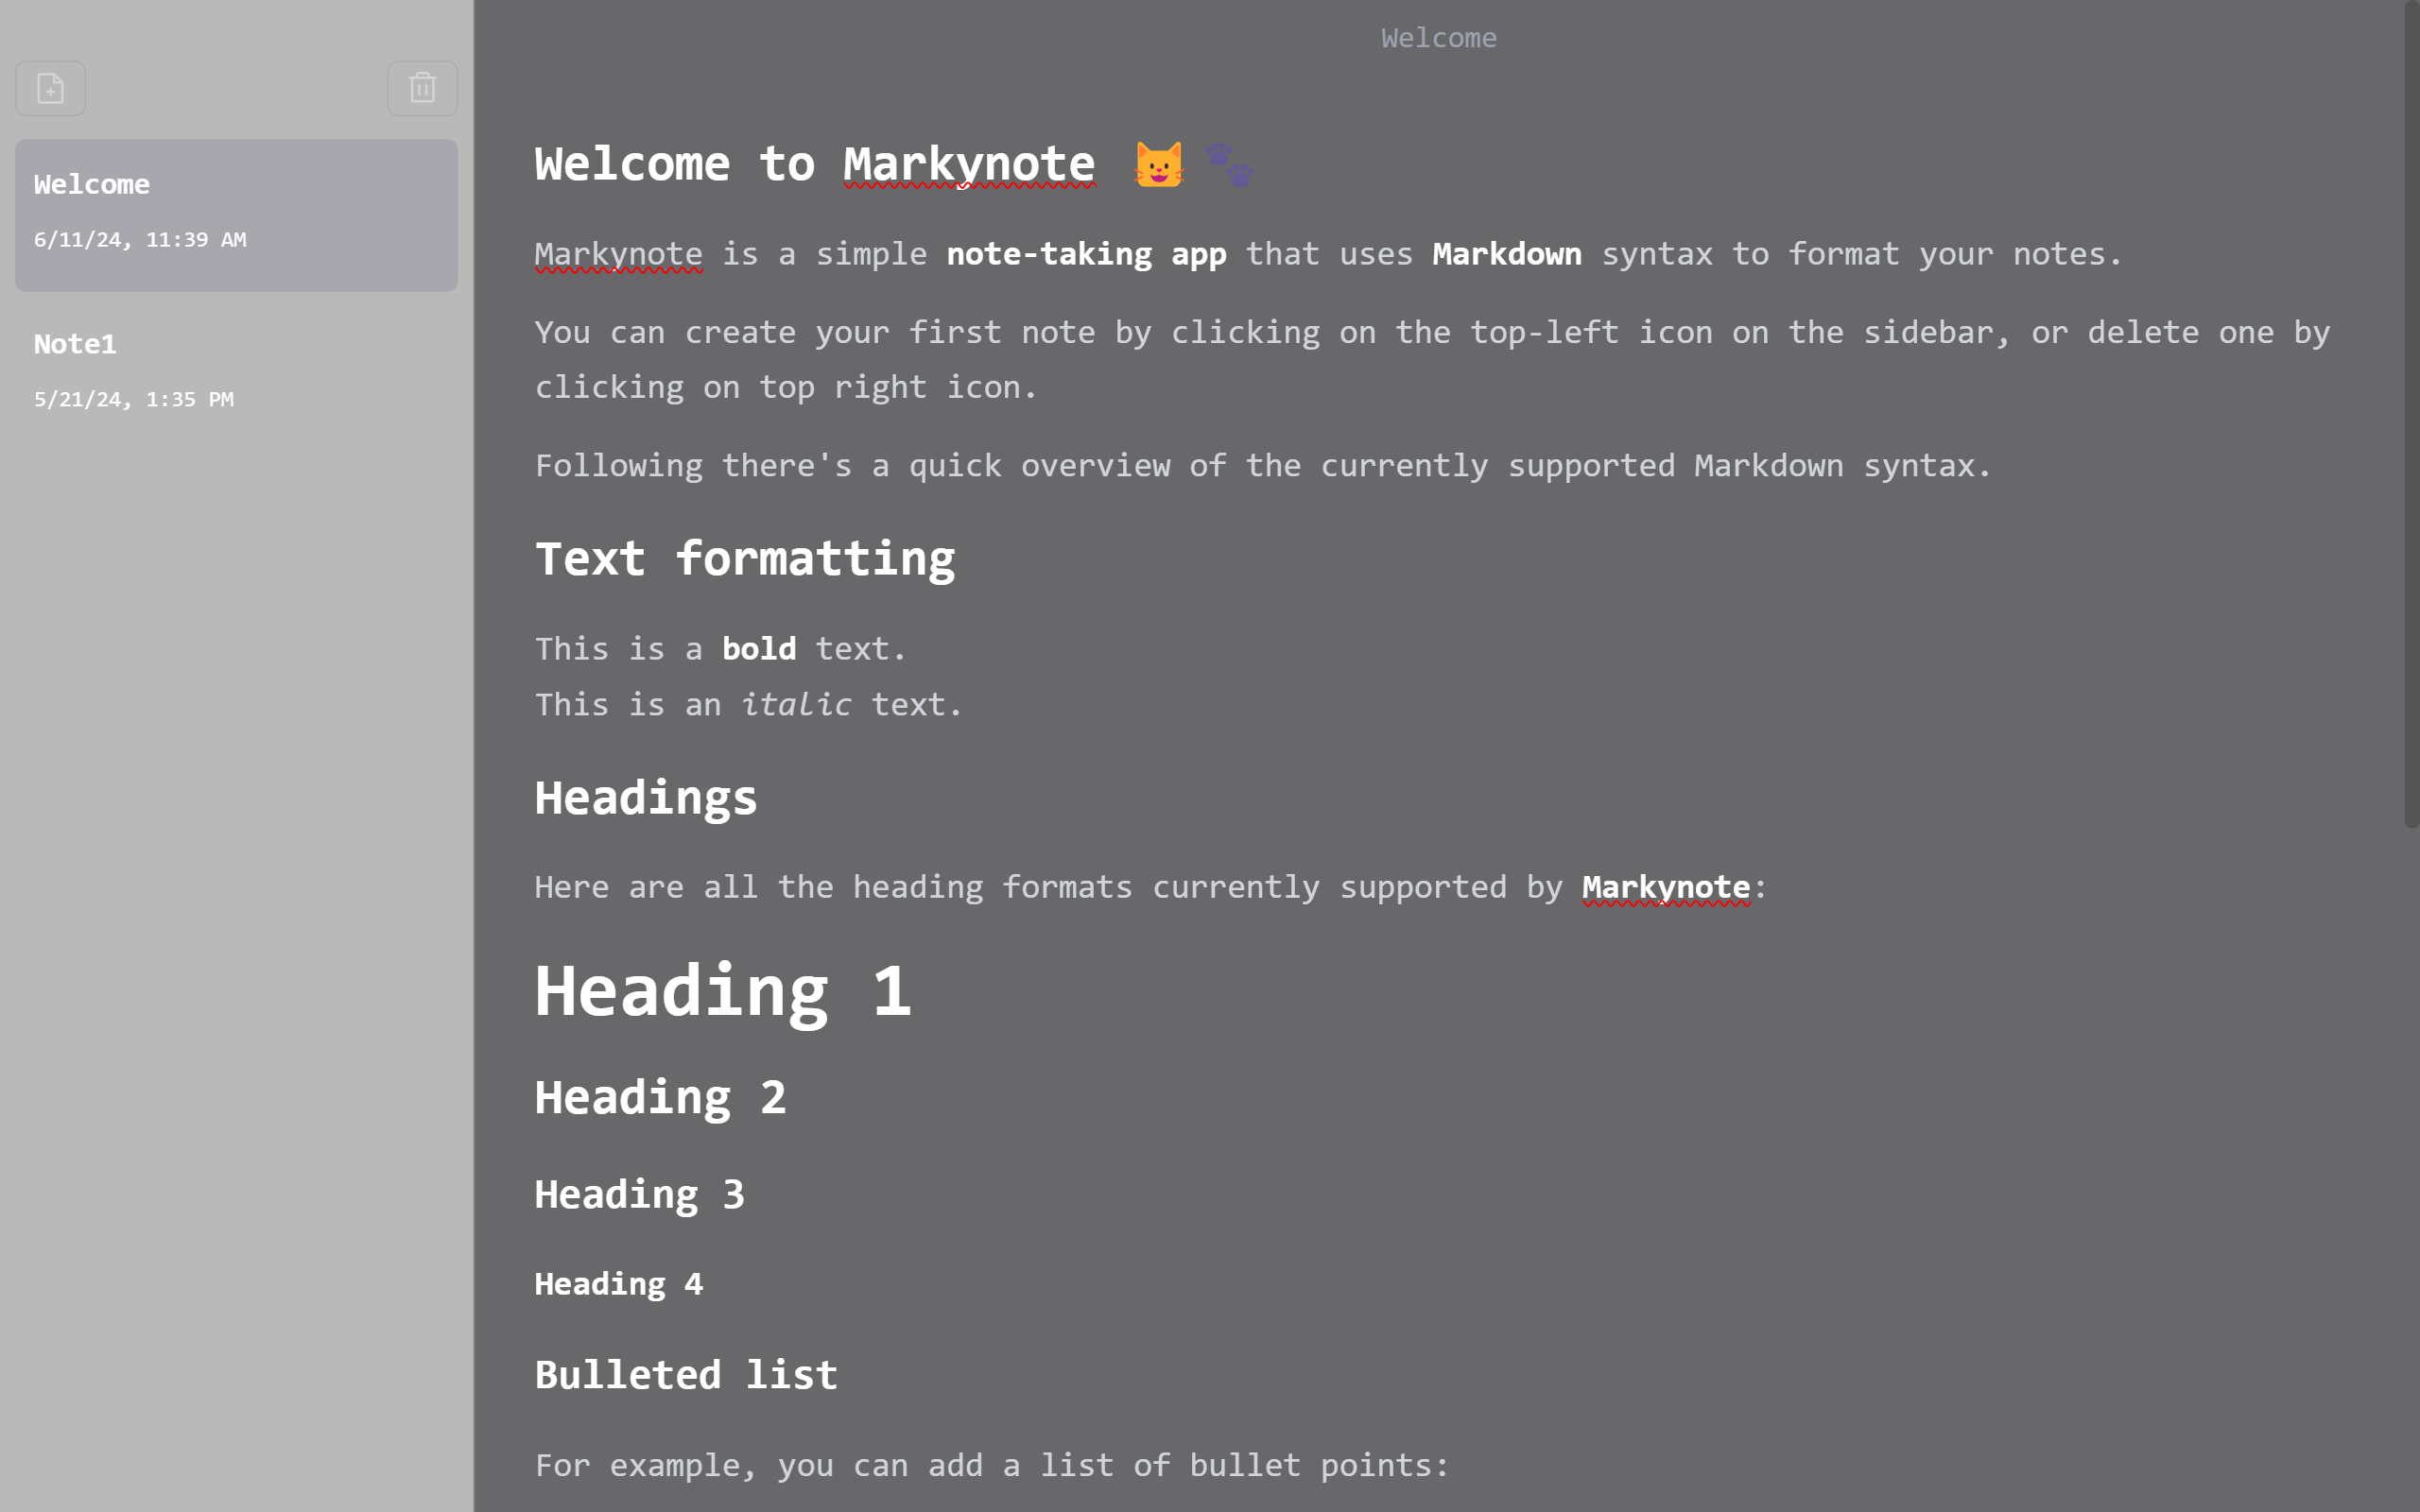 Welcome
6/11/24, 11:39 AM
Note1
5/21/24, 1:35 PM
Welcome
Welcome to Markynote 😺 🐾
Markynote is a simple note-taking app that uses Markdown syntax to format your notes.
You can create your first note by clicking on the top-left icon on the sidebar, or delete one by
clicking on top right icon.
Following there's a quick overview of the currently supported Markdown syntax.
Text formatting
This is a bold text.
This is an italic text.
Headings
Here are all the heading formats currently supported by Markynote:
Heading 1
Heading 2
Heading 3
Heading 4
Bulleted list
For example, you can add a list of bullet points: